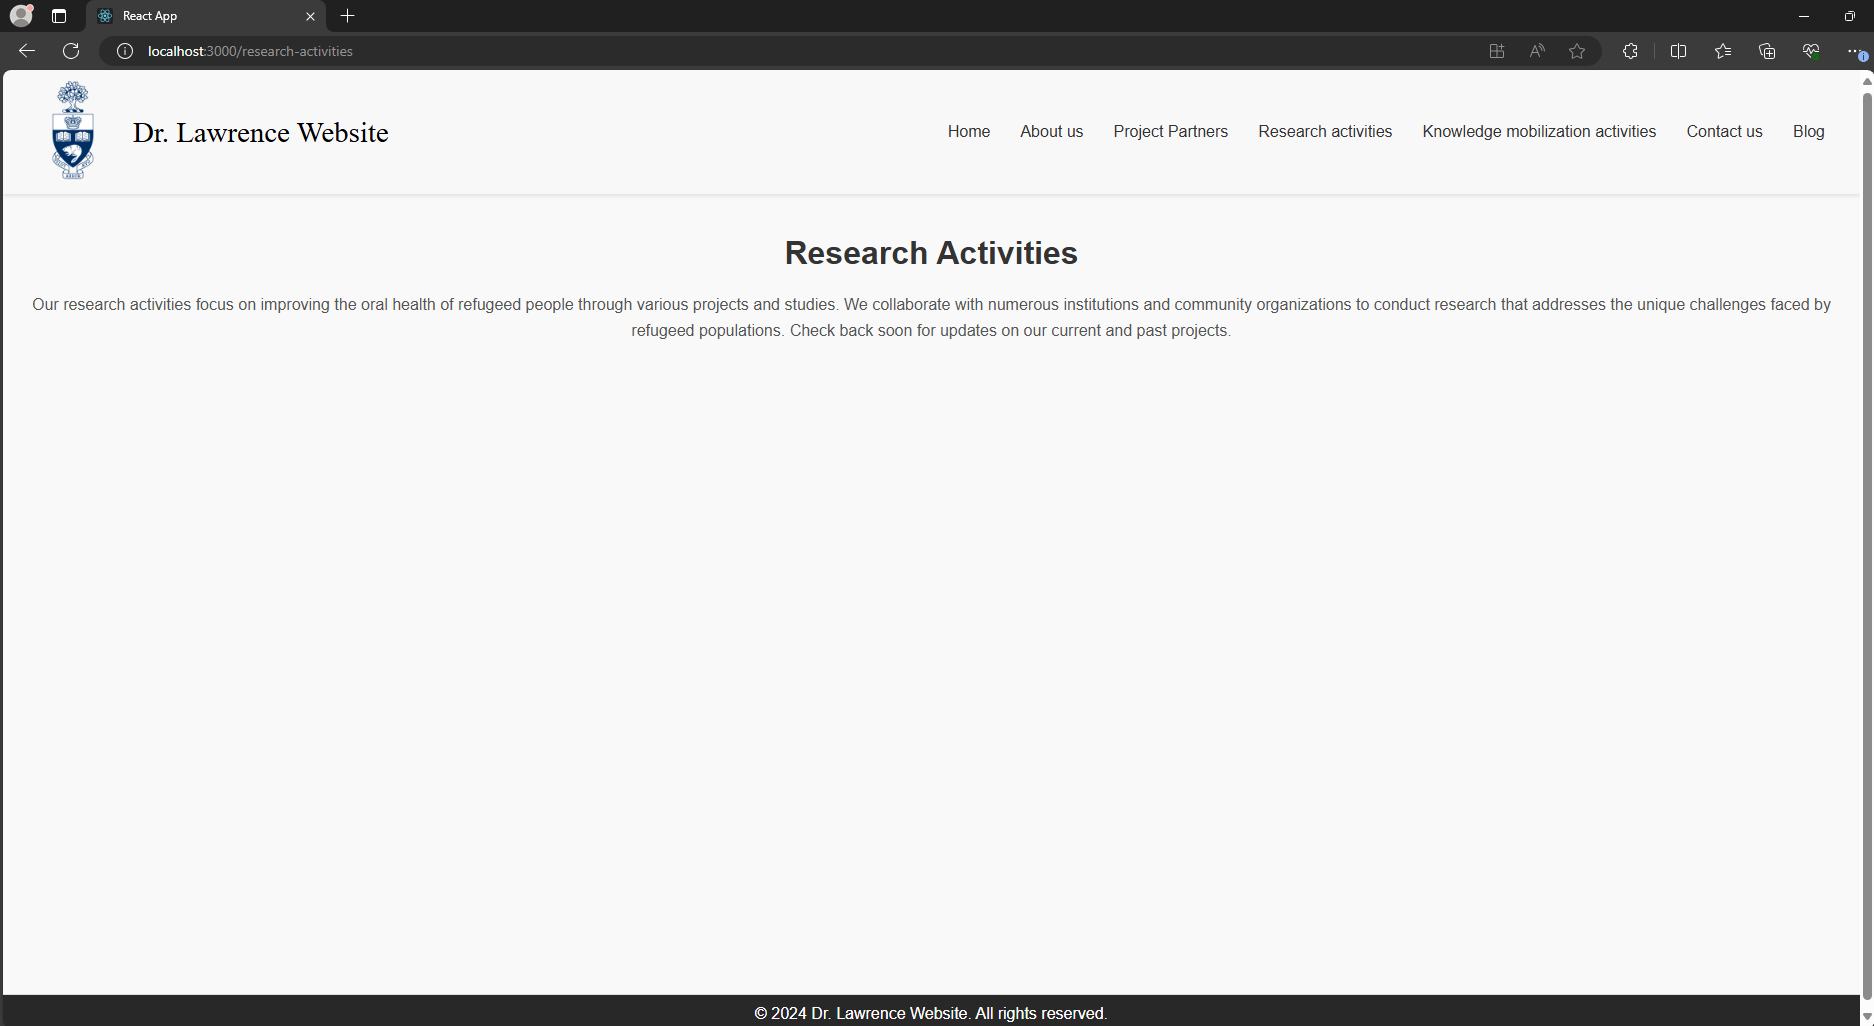 React App
localhost:3000/research-activities
Dr. Lawrence Website
Home About us Project Partners Research activities Knowledge mobilization activities Contact us Blog
Research Activities
Our research activities focus on improving the oral health of refugeed people through various projects and studies. We collaborate with numerous institutions and community organizations to conduct research that addresses the unique challenges faced by
refugeed populations. Check back soon for updates on our current and past projects.
© 2024 Dr. Lawrence Website. All rights reserved.